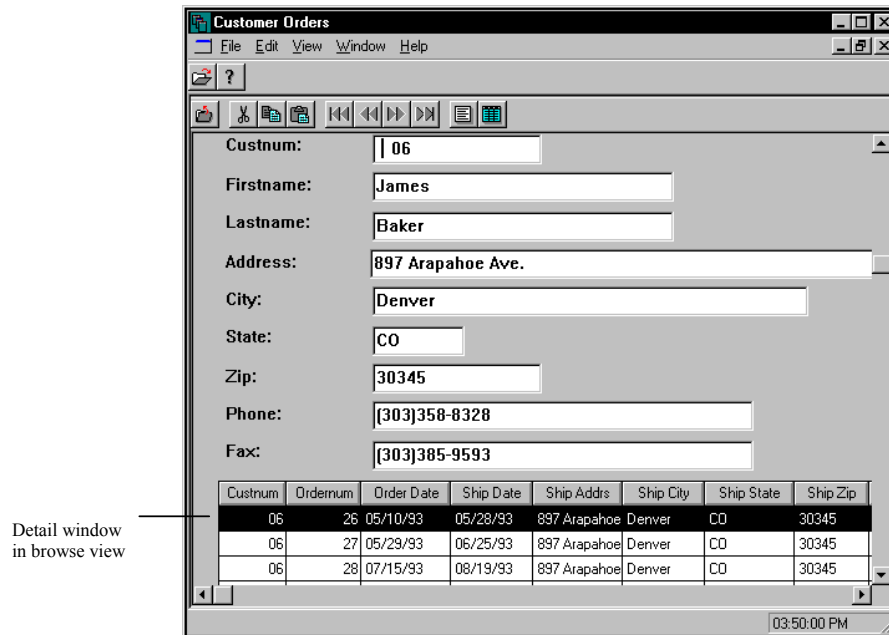 Customer Orders
File Edit View Window Help
?
Custnum: 06
Firstname: James
Lastname: Baker
Address: 897 Arapahoe Ave.
City: Denver
State: CO
Zip: 30345
Phone: (303)358-8328
Fax: (303)385-9593
Custnum Ordernum Order Date Ship Date Ship Addrs Ship City Ship State Ship Zip
06 26 05/10/93 05/28/93 897 Arapahoe Denver CO 30345
06 27 05/29/93 06/25/93 897 Arapahoe Denver CO 30345
06 28 07/15/93 08/19/93 897 Arapahoe Denver CO 30345
Detail window
in browse view
03:50:00 PM